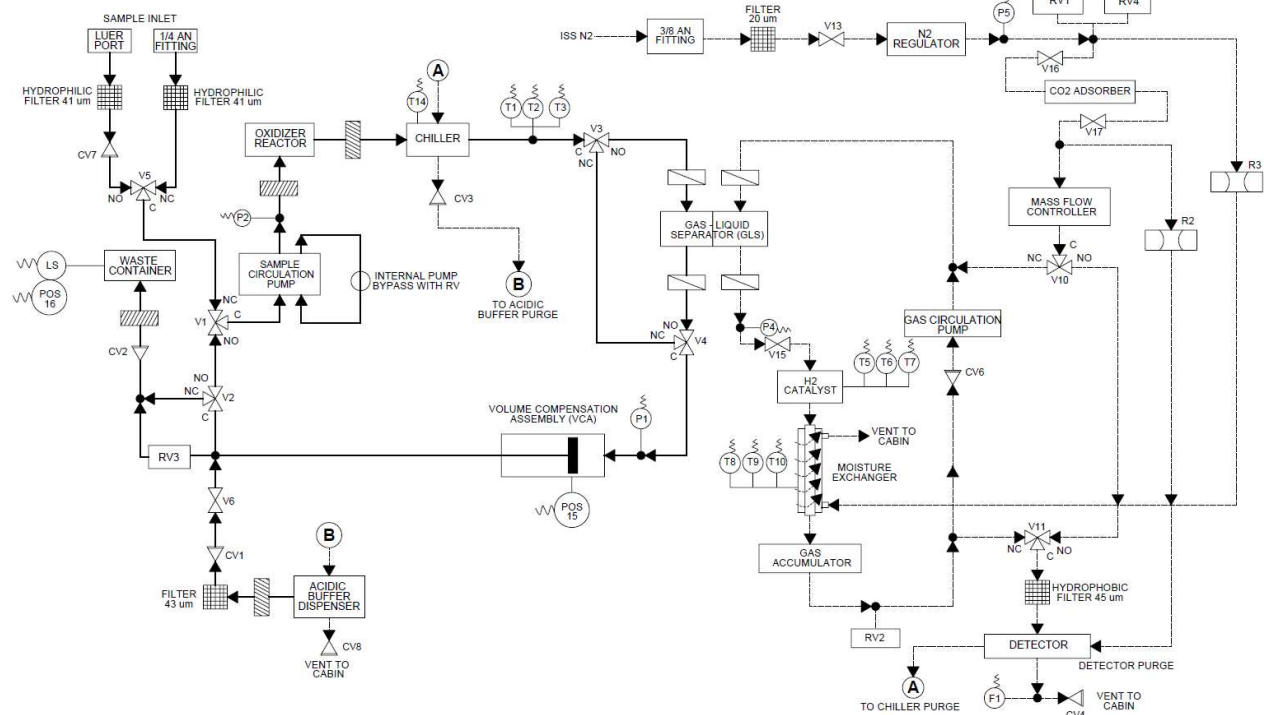 SAMPLE INLET
LUER
PORT
1/4 AN
FITTING
HYDROPHILIC
FILTER 41 um
HYDROPHILIC
FILTER 41 um
CV7
V5
NO
NC
C
LS
POS
16
WASTE
CONTAINER
CV2
NC
V1
C
NO
NO
NC
V2
C
RV3
V6
CV1
FILTER
43 um
B
ACIDIC
BUFFER
DISPENSER
CV8
VENT TO
CABIN
OXIDIZER
REACTOR
P2
SAMPLE
CIRCULATION
PUMP
INTERNAL PUMP
BYPASS WITH RV
A
T14
CHILLER
CV3
B
TO ACIDIC
BUFFER PURGE
T1
T2
T3
V3
C
NO
NC
GAS - LIQUID
SEPARATOR (GLS)
NO
NC
V4
C
VOLUME COMPENSATION
ASSEMBLY (VCA)
P1
POS
15
ISS N2
3/8 AN
FITTING
FILTER
20 um
V13
N2
REGULATOR
P5
RV1
RV4
V16
CO2 ADSORBER
V17
R3
R2
MASS FLOW
CONTROLLER
C
NC
NO
V10
GAS CIRCULATION
PUMP
CV6
P4
V15
H2
CATALYST
T5
T6
T7
VENT TO
CABIN
T8
T9
T10
MOISTURE
EXCHANGER
GAS
ACCUMULATOR
RV2
V11
NC
NO
C
HYDROPHOBIC
FILTER 45 um
DETECTOR
DETECTOR PURGE
A
TO CHILLER PURGE
F1
VENT TO
CABIN
CV4